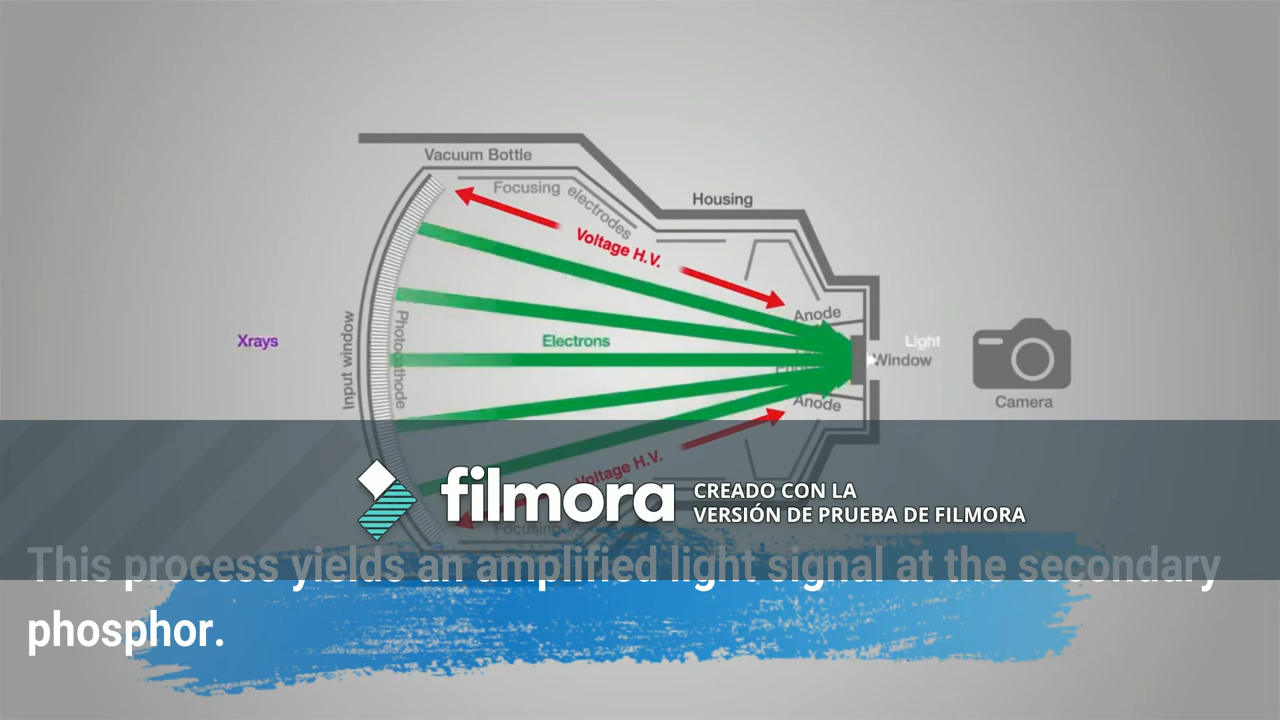 Vacuum Bottle
Focusing electrodes
Housing
Voltage H.V.
Anode
Xrays
Input window
Photocathode
Electrons
Light
Window
Camera
Anode
Voltage H.V.
Focusing
filmora
CREADO CON LA
VERSIÓN DE PRUEBA DE FILMORA
This process yields an amplified light signal at the secondary
phosphor.